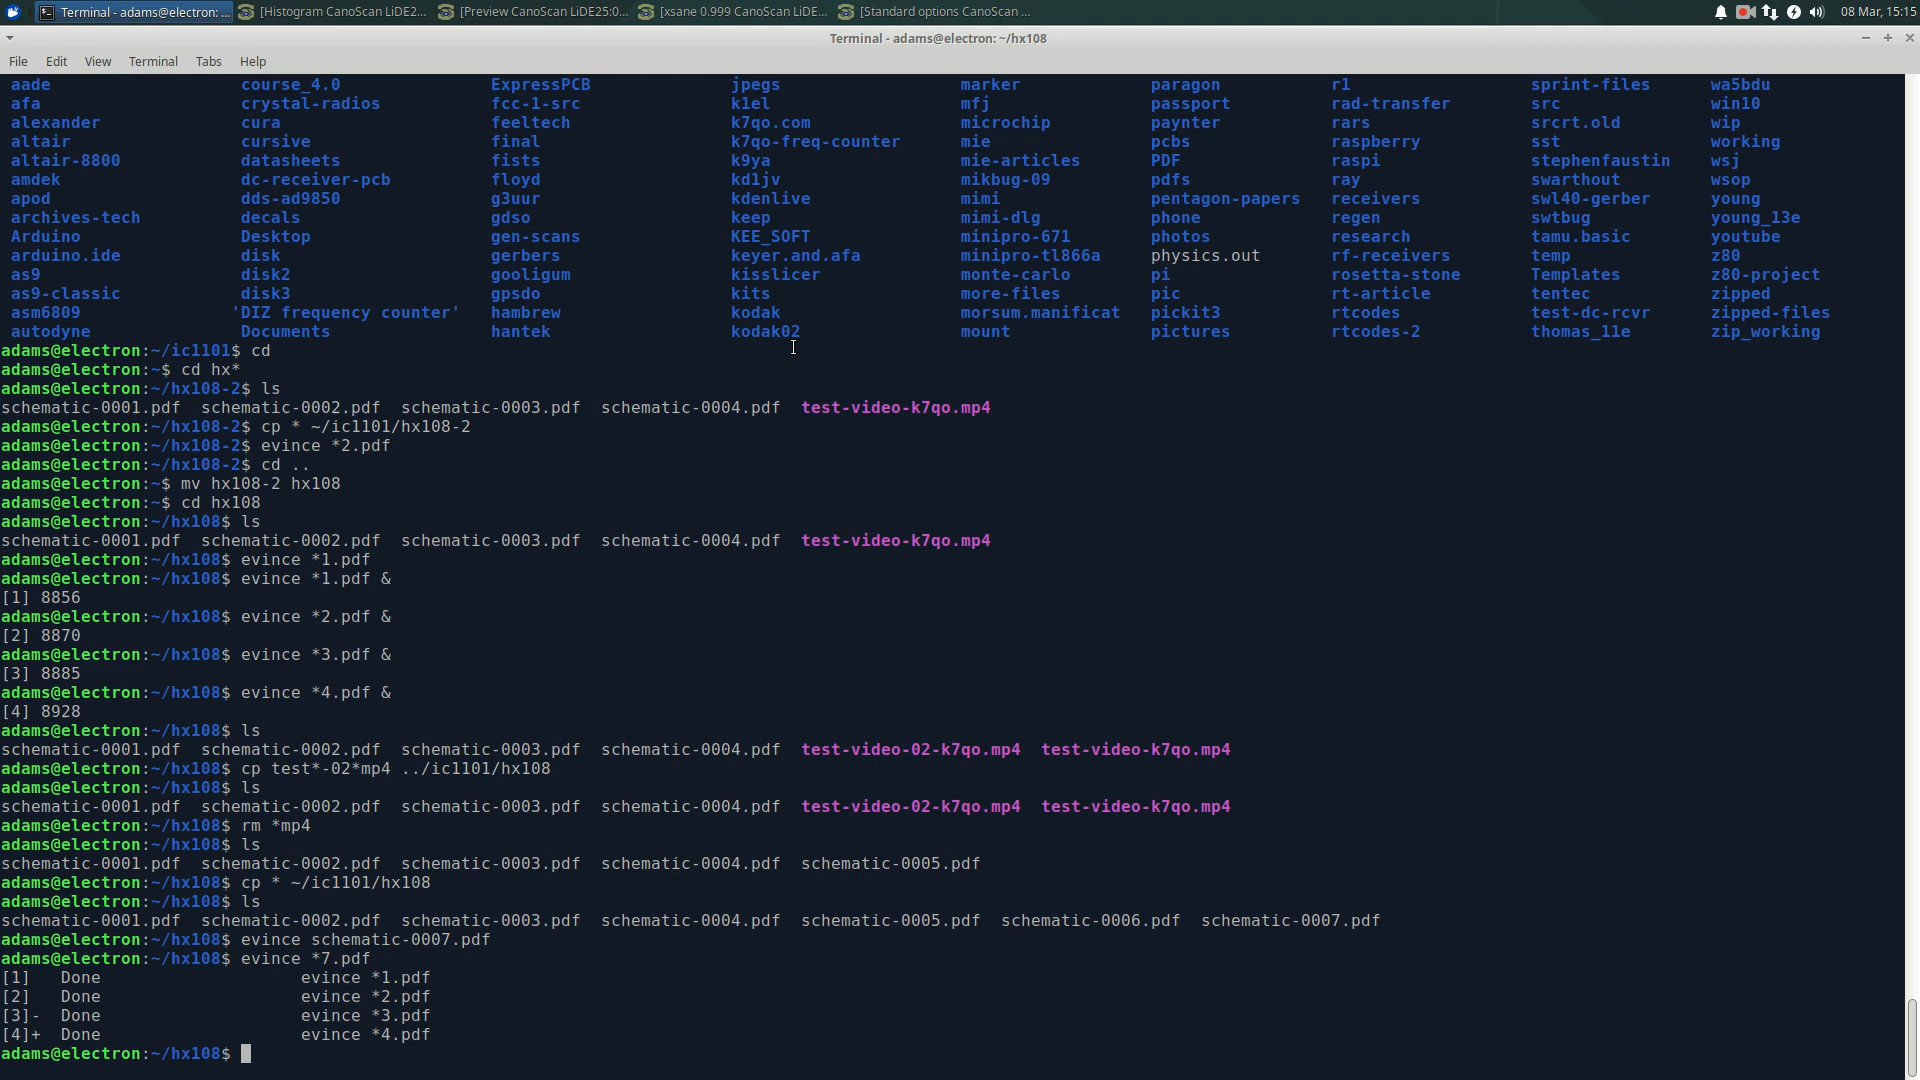 Terminal - adams@electron: ... [Histogram CanoScan LiDE2... [Preview CanoScan LiDE25:0... [xsane 0.999 CanoScan LiDE... [Standard options CanoScan ... 08 Mar, 15:15
Terminal - adams@electron: ~/hx108
File Edit View Terminal Tabs Help
aade course_4.0 ExpressPCB jpegs marker paragon r1 sprint-files wa5bdu
afa crystal-radios fcc-1-src k1el mfj passport rad-transfer src win10
alexander cura feeltech k7qo.com microchip paynter rars srcrt.old wip
altair cursive final k7qo-freq-counter mie pcbs raspberry sst working
altair-8800 datasheets fists k9ya mie-articles PDF raspi stephenfaustin wsj
amdek dc-receiver-pcb floyd kd1jv mikbug-09 pdfs ray swarthout wsop
apod dds-ad9850 g3uur kdenlive mimi pentagon-papers receivers swl40-gerber young
archives-tech decals gdso keep mimi-dlg phone regen swtbug young_13e
Arduino Desktop gen-scans KEE_SOFT minipro-671 photos research tamu.basic youtube
arduino.ide disk gerbers keyer.and.afa minipro-tl866a physics.out rf-receivers temp z80
as9 disk2 gooligum kisslicer monte-carlo pi rosetta-stone Templates z80-project
as9-classic disk3 gpsdo kits more-files pic rt-article tentec zipped
asm6809 'DIZ frequency counter' hambrew kodak morsum.manificat pickit3 rtcodes test-dc-rcvr zipped-files
autodyne Documents hantek kodak02 mount pictures rtcodes-2 thomas_11e zip_working
adams@electron:~/ic1101$ cd
adams@electron:~$ cd hx*
adams@electron:~/hx108-2$ ls
schematic-0001.pdf schematic-0002.pdf schematic-0003.pdf schematic-0004.pdf test-video-k7qo.mp4
adams@electron:~/hx108-2$ cp * ~/ic1101/hx108-2
adams@electron:~/hx108-2$ evince *2.pdf
adams@electron:~/hx108-2$ cd ..
adams@electron:~$ mv hx108-2 hx108
adams@electron:~$ cd hx108
adams@electron:~/hx108$ ls
schematic-0001.pdf schematic-0002.pdf schematic-0003.pdf schematic-0004.pdf test-video-k7qo.mp4
adams@electron:~/hx108$ evince *1.pdf
adams@electron:~/hx108$ evince *1.pdf &
[1] 8856
adams@electron:~/hx108$ evince *2.pdf &
[2] 8870
adams@electron:~/hx108$ evince *3.pdf &
[3] 8885
adams@electron:~/hx108$ evince *4.pdf &
[4] 8928
adams@electron:~/hx108$ ls
schematic-0001.pdf schematic-0002.pdf schematic-0003.pdf schematic-0004.pdf test-video-02-k7qo.mp4 test-video-k7qo.mp4
adams@electron:~/hx108$ cp test*-02*mp4 ../ic1101/hx108
adams@electron:~/hx108$ ls
schematic-0001.pdf schematic-0002.pdf schematic-0003.pdf schematic-0004.pdf test-video-02-k7qo.mp4 test-video-k7qo.mp4
adams@electron:~/hx108$ rm *mp4
adams@electron:~/hx108$ ls
schematic-0001.pdf schematic-0002.pdf schematic-0003.pdf schematic-0004.pdf schematic-0005.pdf
adams@electron:~/hx108$ cp * ~/ic1101/hx108
adams@electron:~/hx108$ ls
schematic-0001.pdf schematic-0002.pdf schematic-0003.pdf schematic-0004.pdf schematic-0005.pdf schematic-0006.pdf schematic-0007.pdf
adams@electron:~/hx108$ evince schematic-0007.pdf
adams@electron:~/hx108$ evince *7.pdf
[1] Done evince *1.pdf
[2] Done evince *2.pdf
[3]- Done evince *3.pdf
[4]+ Done evince *4.pdf
adams@electron:~/hx108$